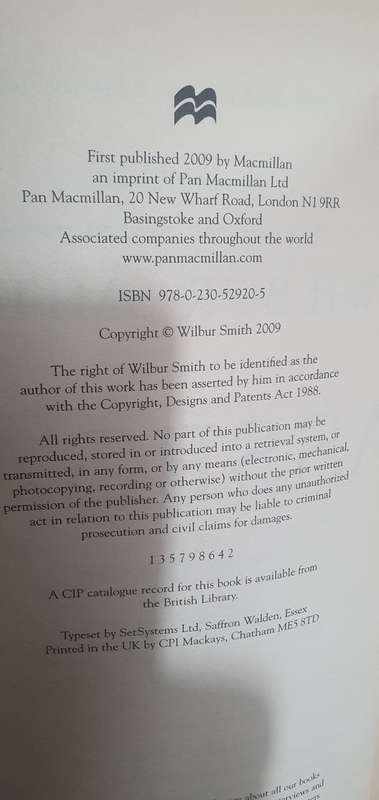 First published 2009 by Macmillan
an imprint of Pan Macmillan Ltd
Pan Macmillan, 20 New Wharf Road, London N1 9RR
Basingstoke and Oxford
Associated companies throughout the world
www.panmacmillan.com
ISBN 978-0-230-52920-5
Copyright © Wilbur Smith 2009
The right of Wilbur Smith to be identified as the
author of this work has been asserted by him in accordance
with the Copyright, Designs and Patents Act 1988.
All rights reserved. No part of this publication may be
reproduced, stored in or introduced into a retrieval system, or
transmitted, in any form, or by any means (electronic, mechanical,
photocopying, recording or otherwise) without the prior written
permission of the publisher. Any person who does any unauthorized
act in relation to this publication may be liable to criminal
prosecution and civil claims for damages.
1 3 5 7 9 8 6 4 2
A CIP catalogue record for this book is available from
the British Library.
Typeset by SetSystems Ltd, Saffron Walden, Essex
Printed in the UK by CPI Mackays, Chatham ME5 8TD
about all our books
and